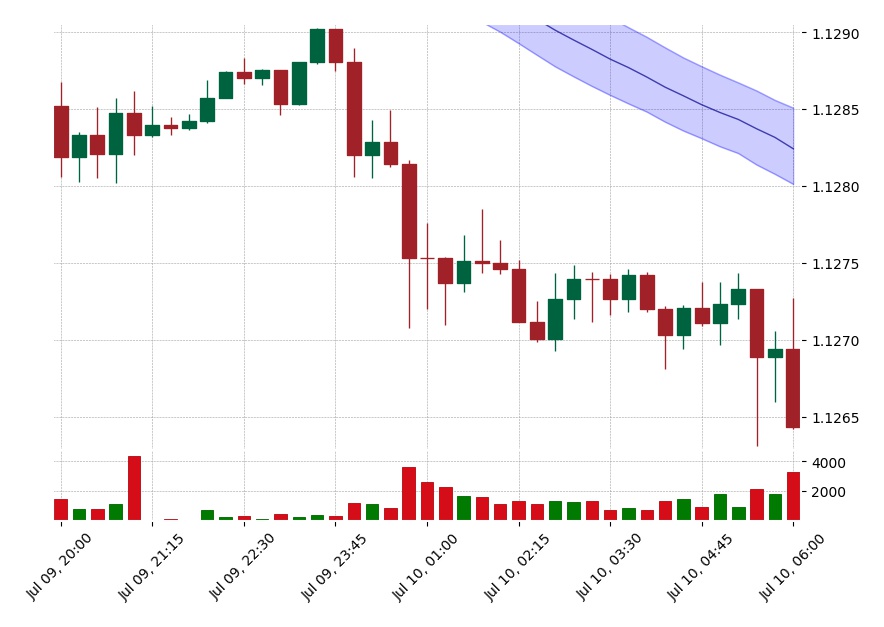 1.1290
1.1285
1.1280
1.1275
1.1270
1.1265
4000
2000
Jul 09, 20:00
Jul 09, 21:15
Jul 09, 22:30
Jul 09, 23:45
Jul 10, 01:00
Jul 10, 02:15
Jul 10, 03:30
Jul 10, 04:45
Jul 10, 06:00